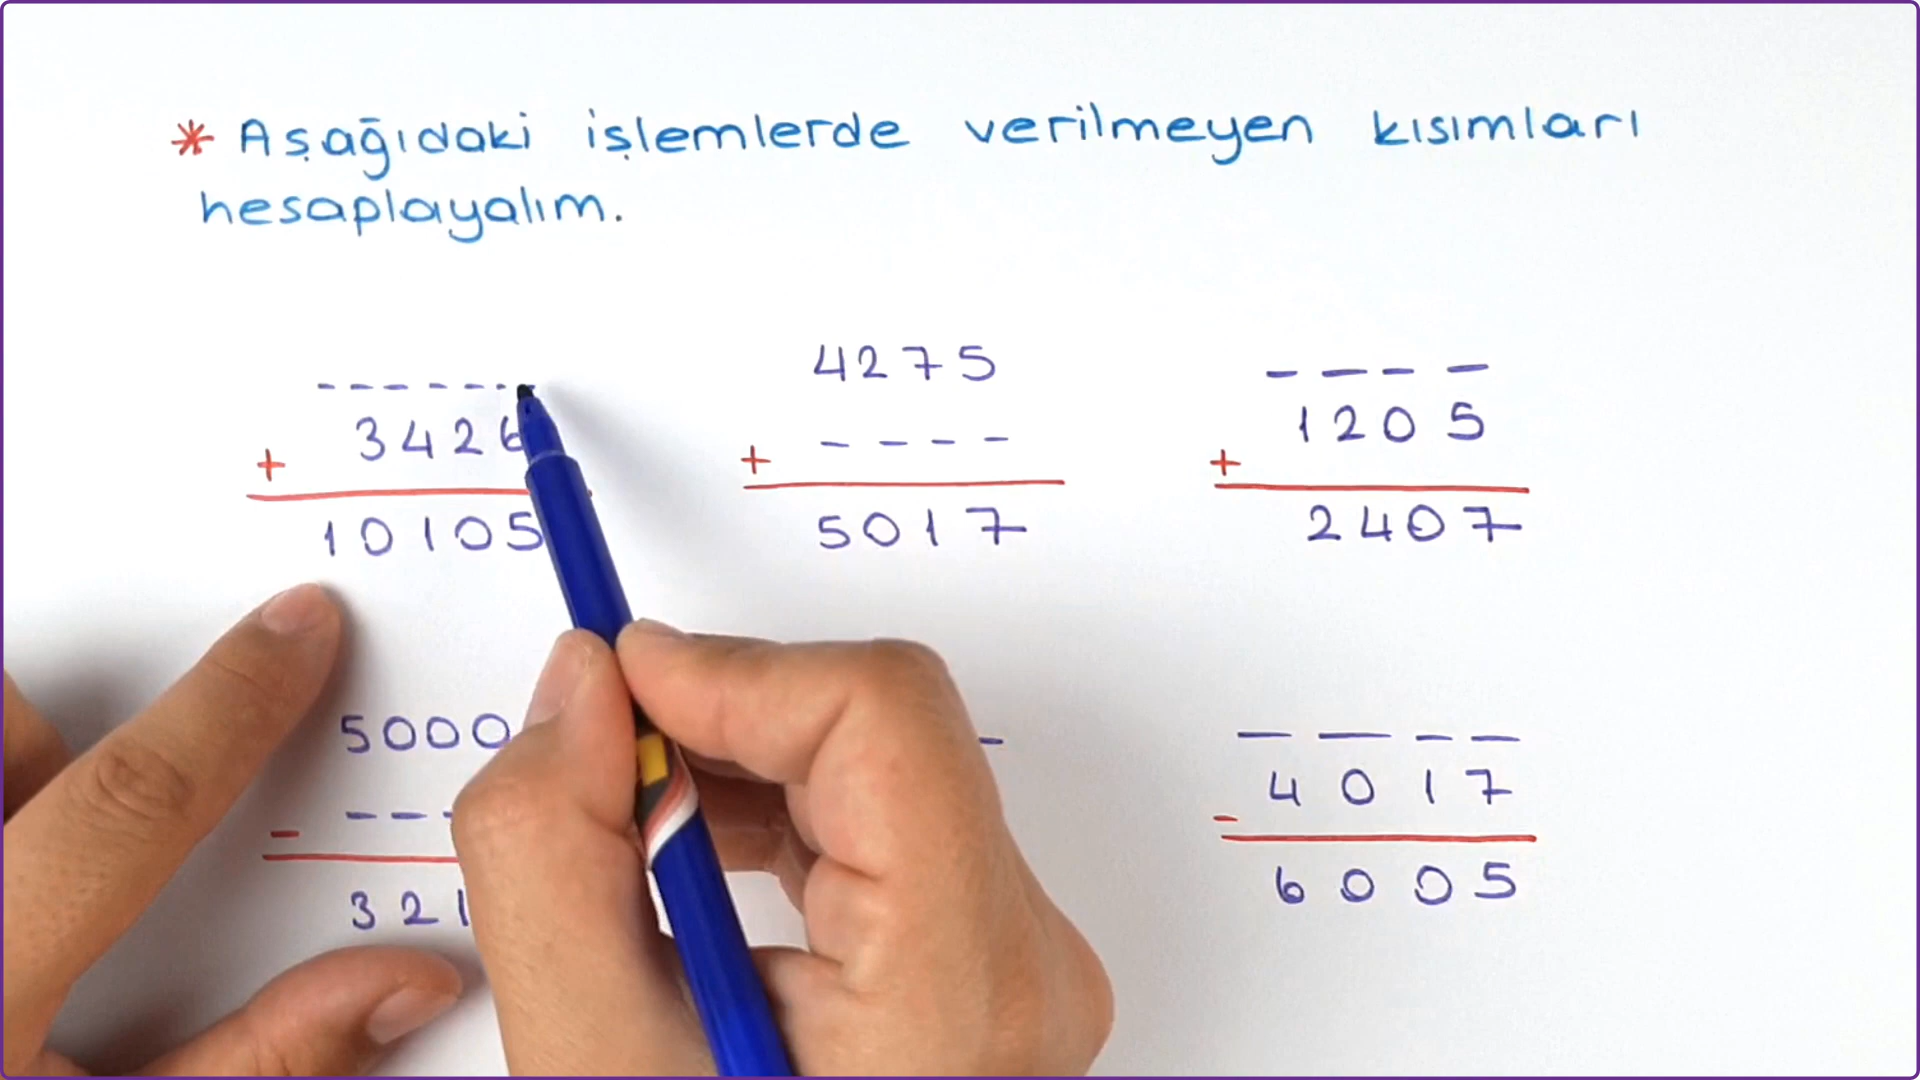 * Aşağıdaki işlemlerde verilmeyen kısımları
hesaplayalım.
_ _ _ _ _ _
+ 3426
10105
4275
+ _ _ _ _
5017
_ _ _ _
+ 1205
2407
5000
- _ _ _
321
_ _ _ _
- 4017
6005